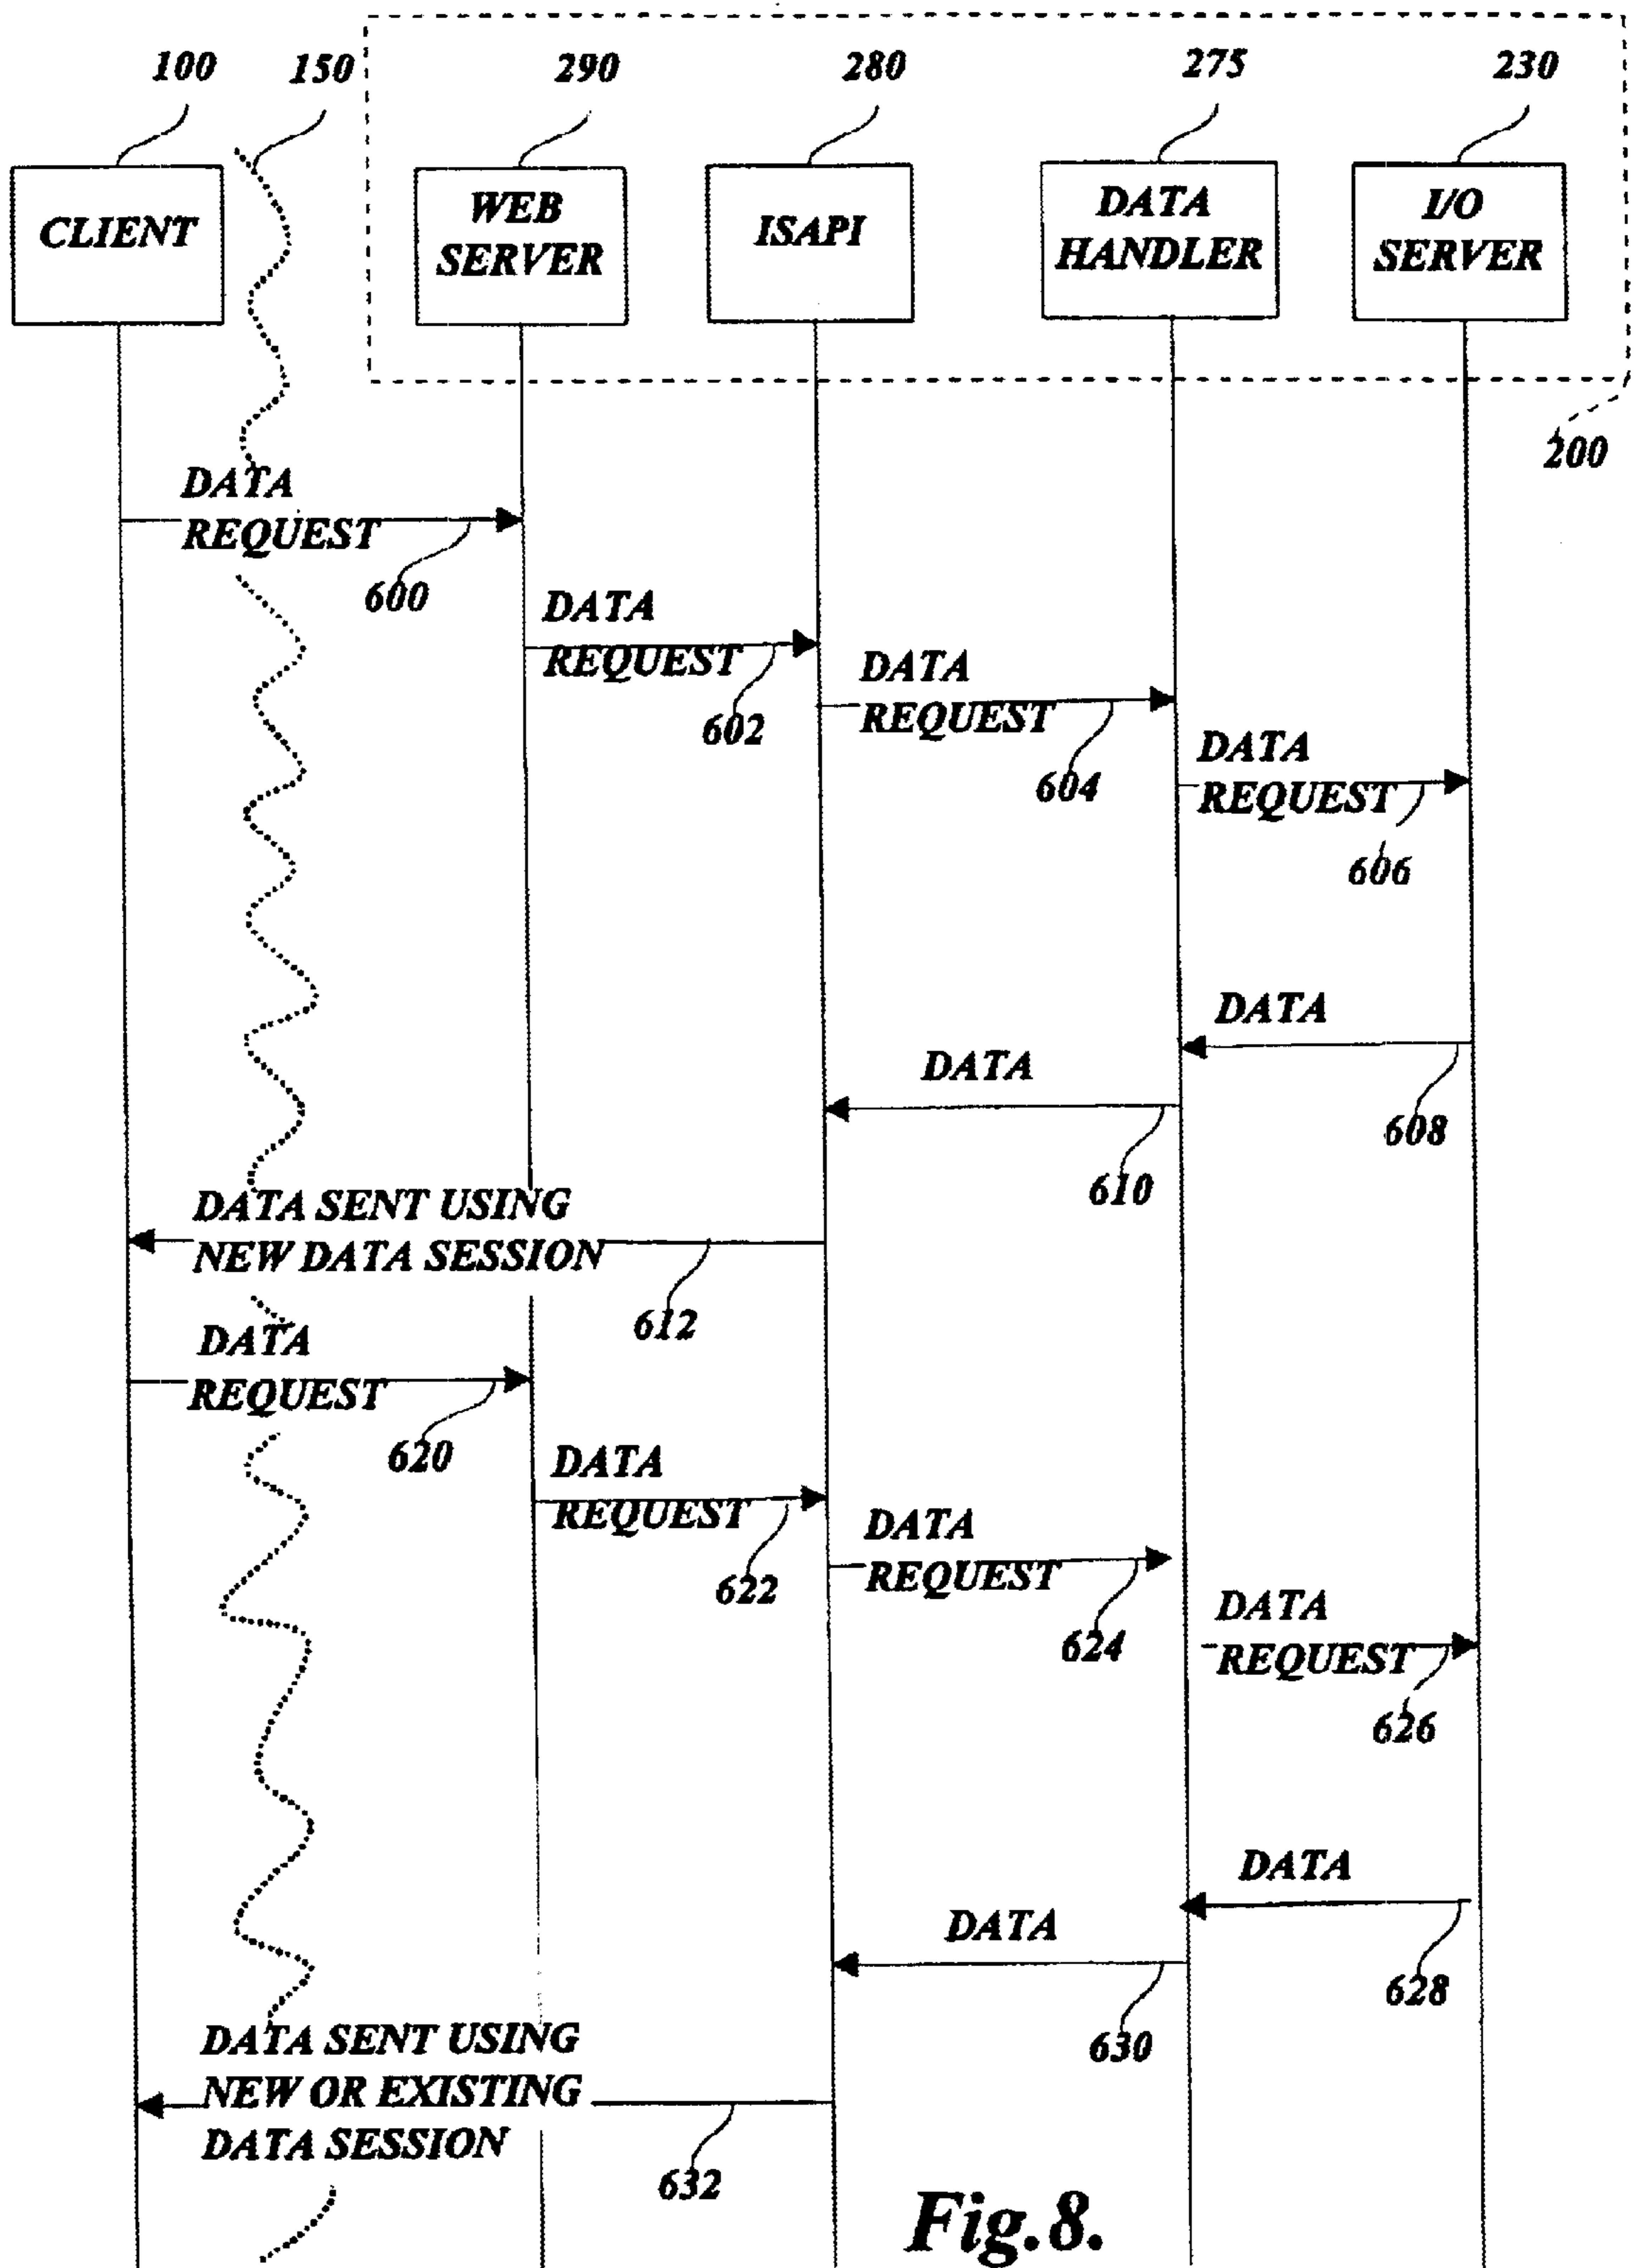 100
150
290
280
275
230
CLIENT
WEB
SERVER
ISAPI
DATA
HANDLER
I/O
SERVER
200
DATA
REQUEST
600
DATA
REQUEST
602
DATA
REQUEST
604
DATA
REQUEST
606
DATA
608
DATA
610
DATA SENT USING
NEW DATA SESSION
612
DATA
REQUEST
620
DATA
REQUEST
622
DATA
REQUEST
624
DATA
REQUEST
626
DATA
628
DATA
630
DATA SENT USING
NEW OR EXISTING
DATA SESSION
632
Fig.8.